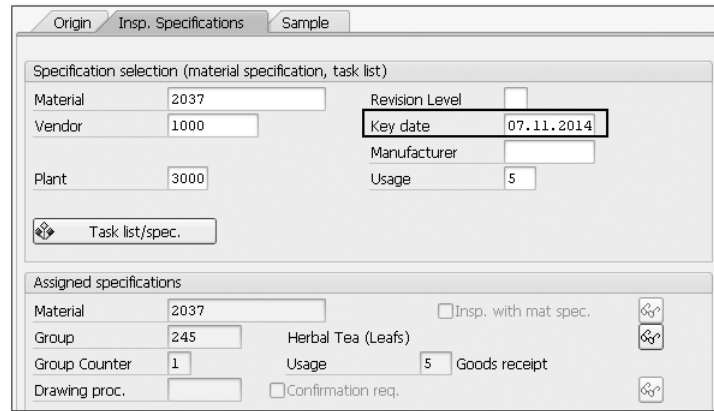 Origin Insp. Specifications Sample
Specification selection (material specification, task list)
Material 2037 Revision Level
Vendor 1000 Key date 07.11.2014
Manufacturer
Plant 3000 Usage 5
Task list/spec.
Assigned specifications
Material 2037 Insp. with mat spec.
Group 245 Herbal Tea (Leafs)
Group Counter 1 Usage 5 Goods receipt
Drawing proc. Confirmation req.